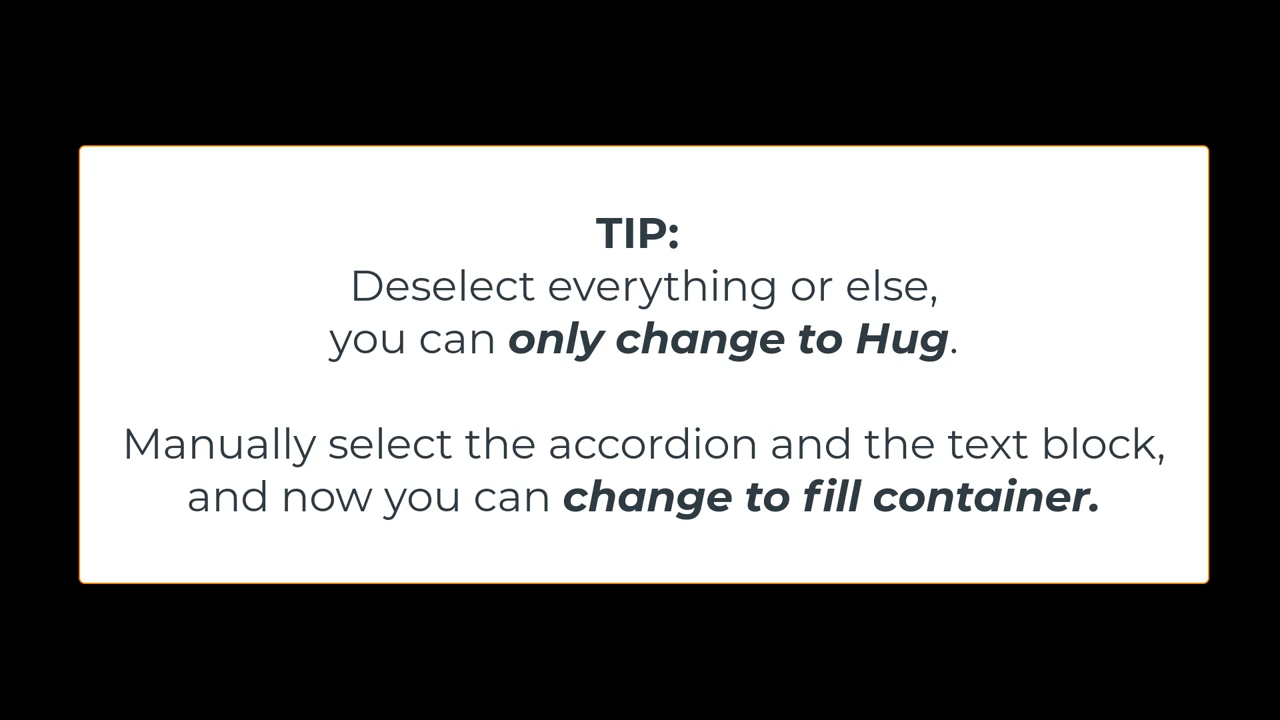 TIP:
Deselect everything or else,
you can only change to Hug.
Manually select the accordion and the text block,
and now you can change to fill container.